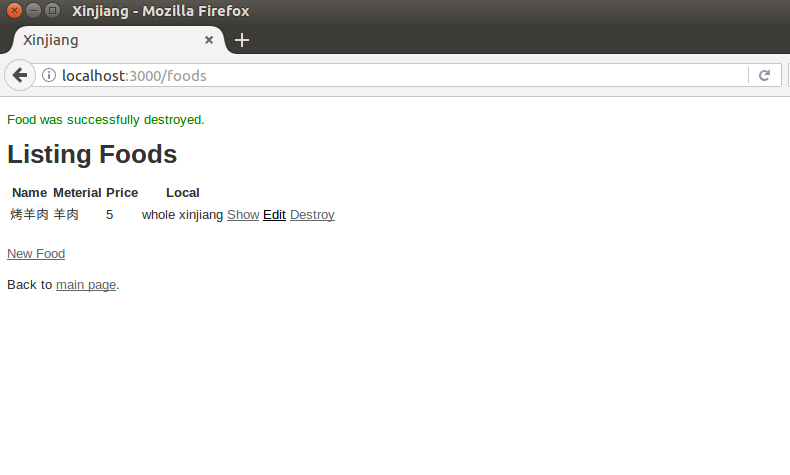 Xinjiang - Mozilla Firefox
Xinjiang
localhost:3000/foods
Food was successfully destroyed.
Listing Foods
Name Meterial Price Local
烤羊肉 羊肉 5 whole xinjiang Show Edit Destroy
New Food
Back to main page.